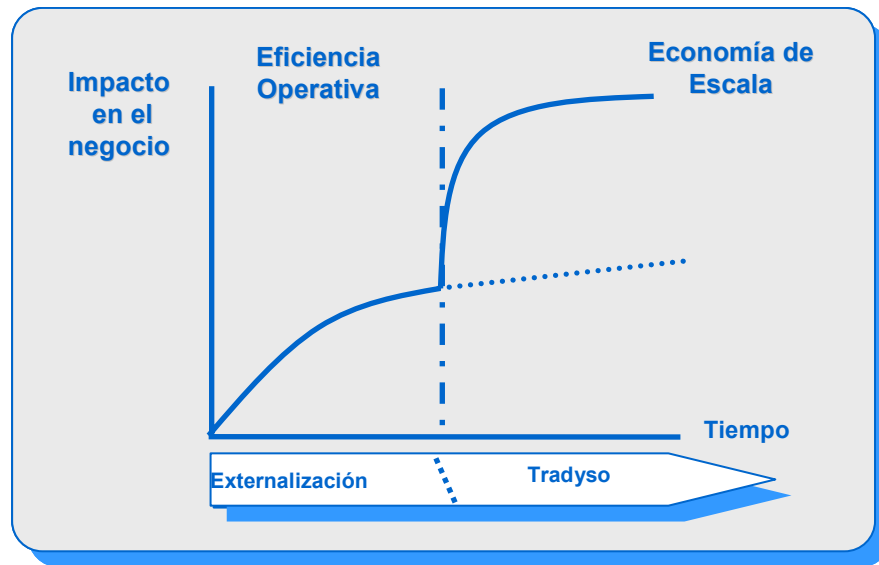 Impacto
en el
negocio
Eficiencia
Operativa
Economía de
Escala
Tiempo
Externalización
Tradyso